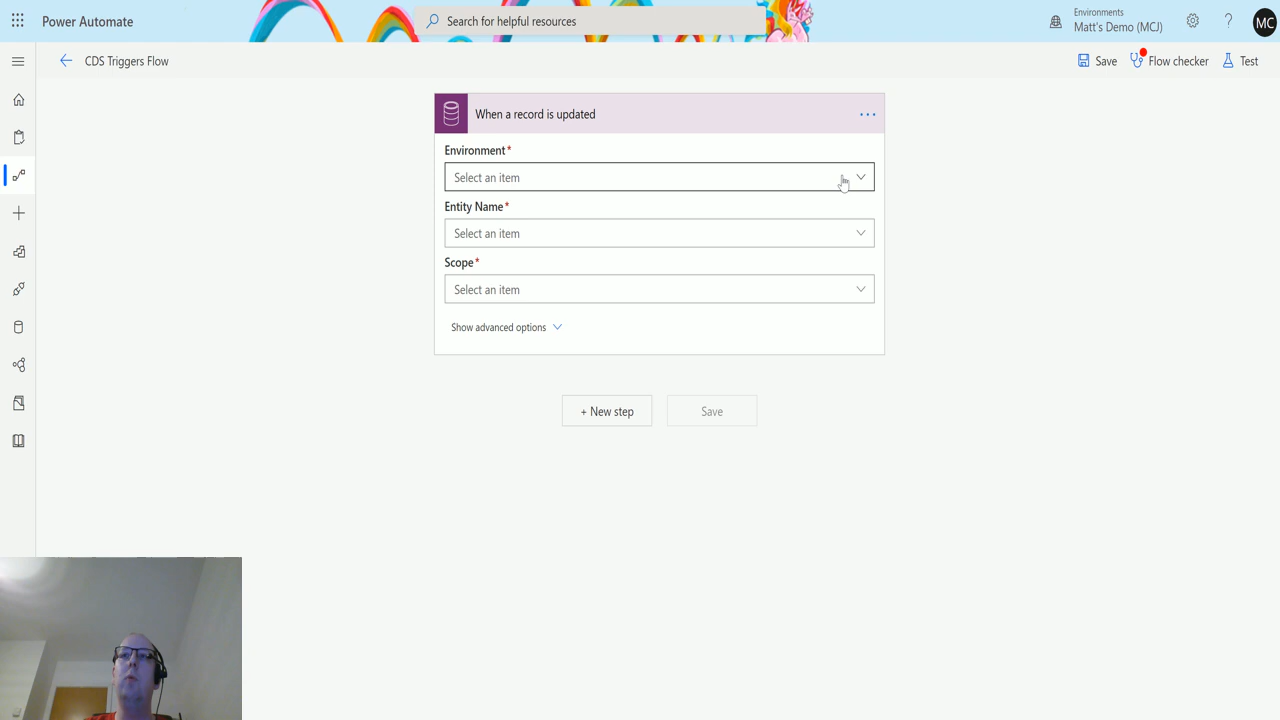 Power Automate
Search for helpful resources
Environments
Matt's Demo (MCJ)
?
MC
CDS Triggers Flow
Save
Flow checker
Test
When a record is updated
...
Environment*
Select an item
Entity Name*
Select an item
Scope*
Select an item
Show advanced options
+ New step
Save